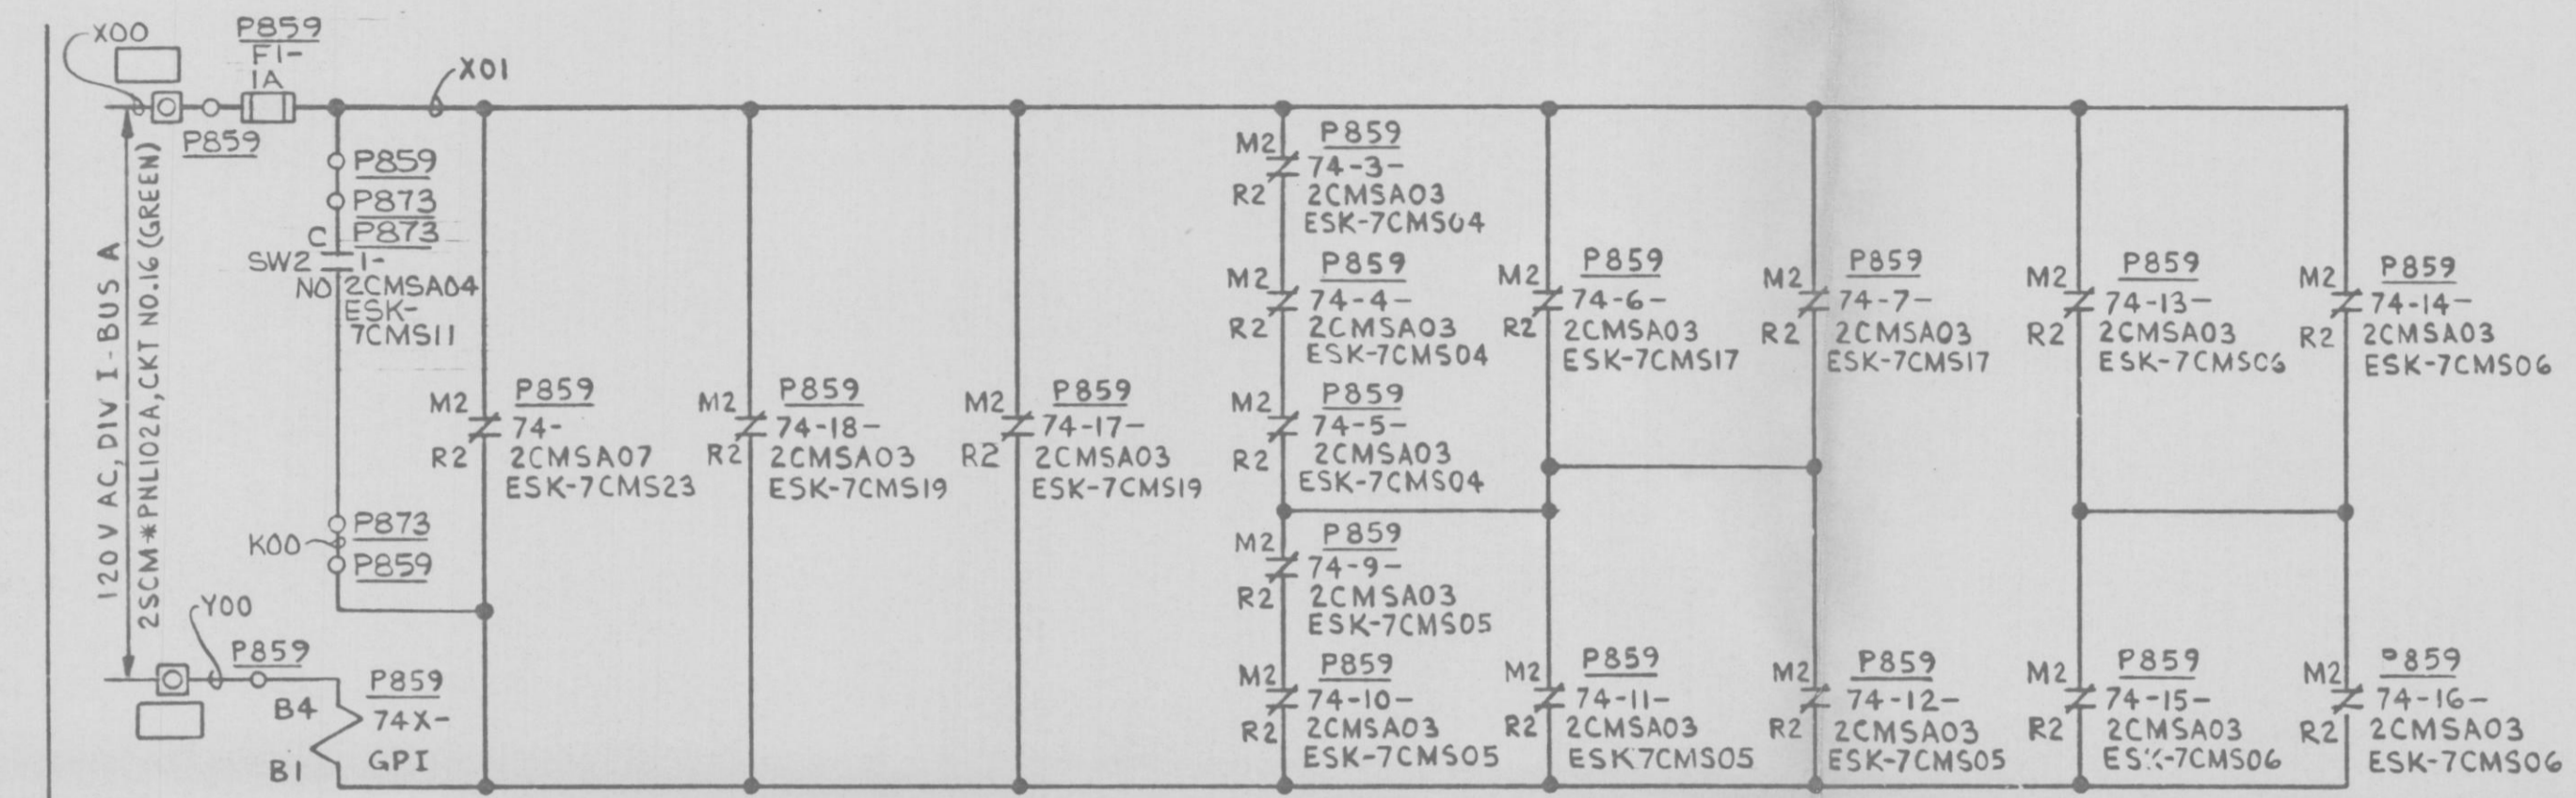 X00
P859
F1-
1A
X01
P859
120 V AC, DIV I-BUS A
2SCM*PNL102A, CKT NO.16 (GREEN)
P859
P873
C P873
SW2 1-
NO 2CMSA04
ESK-
7CMS11
P873
K00
P859
Y00
P859
B4
P859
74X-
GPI
B1
M2 P859
74-
R2 2CMSA07
ESK-7CMS23
M2 P859
74-18-
R2 2CMSA03
ESK-7CMS19
M2 P859
74-17-
R2 2CMSA03
ESK-7CMS19
M2 P859
74-3-
R2 2CMSA03
ESK-7CMS04
M2 P859
74-4-
R2 2CMSA03
ESK-7CMS04
M2 P859
74-5-
R2 2CMSA03
ESK-7CMS04
M2 P859
74-9-
R2 2CMSA03
ESK-7CMS05
M2 P859
74-10-
R2 2CMSA03
ESK-7CMS05
M2 P859
74-6-
R2 2CMSA03
ESK-7CMS17
M2 P859
74-11-
R2 2CMSA03
ESK 7CMS05
M2 P859
74-7-
R2 2CMSA03
ESK-7CMS17
M2 P859
74-12-
R2 2CMSA03
ESK-7CMS05
M2 P859
74-13-
R2 2CMSA03
ESK-7CMS06
M2 P859
74-15-
R2 2CMSA03
ESK-7CMS06
M2 P859
74-14-
R2 2CMSA03
ESK-7CMS06
M2 P859
74-16-
R2 2CMSA03
ESK-7CMS06